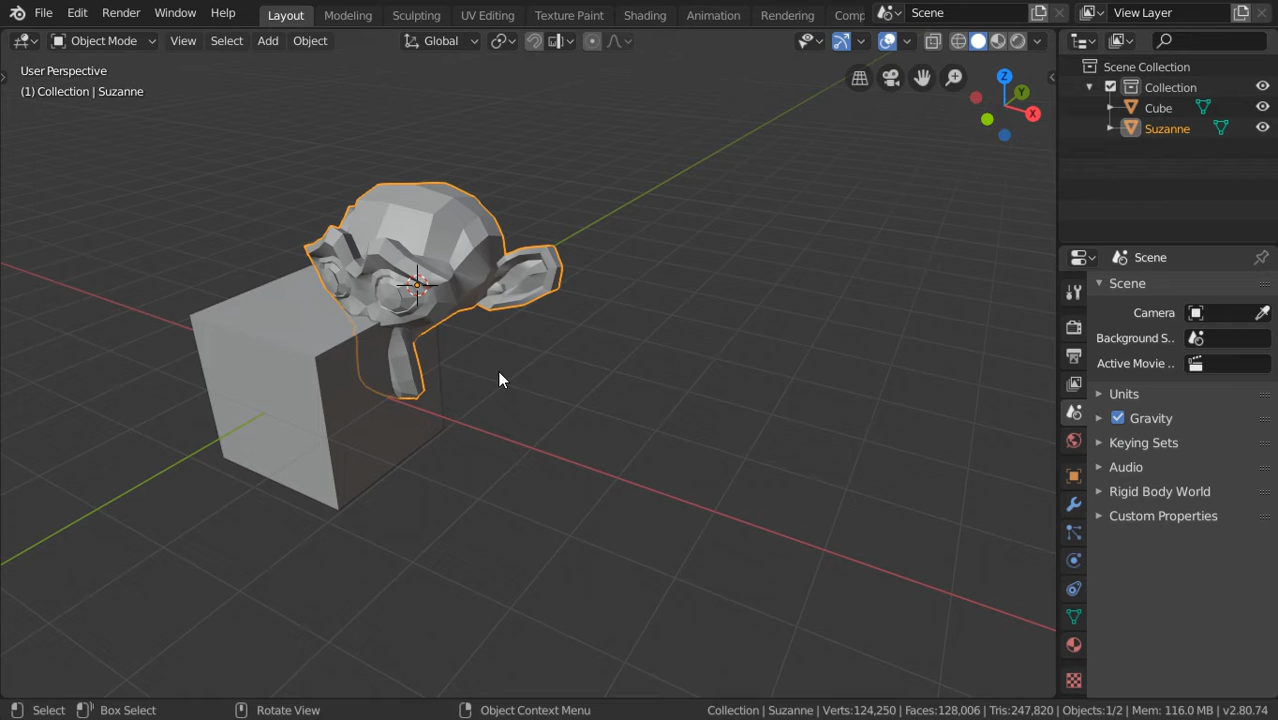 File Edit Render Window Help Layout Modeling Sculpting UV Editing Texture Paint Shading Animation Rendering Comp Scene View Layer
Object Mode View Select Add Object Global
User Perspective
(1) Collection | Suzanne
Z
Y
X
Scene Collection
Collection
Cube
Suzanne
Scene
Scene
Camera
Background S..
Active Movie ..
Units
Gravity
Keying Sets
Audio
Rigid Body World
Custom Properties
Select Box Select Rotate View Object Context Menu Collection | Suzanne | Verts:124,250 | Faces:128,006 | Tris:247,820 | Objects:1/2 | Mem: 116.0 MB | v2.80.74